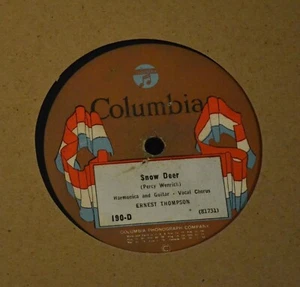 Columbia
Snow Deer
(Percy Wenrich)
Harmonica and Guitar - Vocal Chorus
ERNEST THOMPSON
190-D
(81751)
COLUMBIA PHONOGRAPH COMPANY